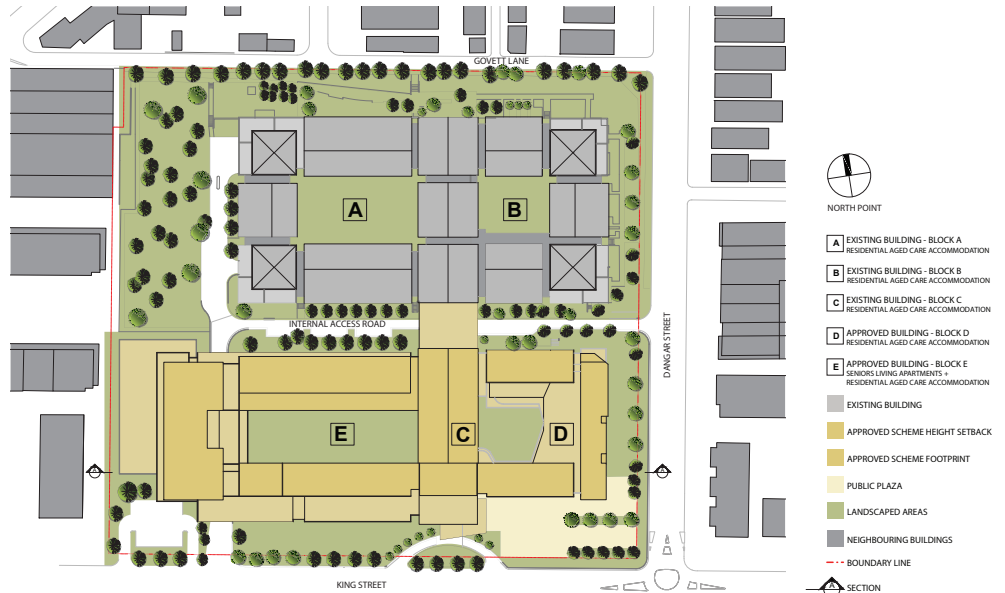 GOVETT LANE
A
B
INTERNAL ACCESS ROAD
DANGAR STREET
E
C
D
A
A
KING STREET
NORTH POINT
A EXISTING BUILDING - BLOCK A
RESIDENTIAL AGED CARE ACCOMMODATION
B EXISTING BUILDING - BLOCK B
RESIDENTIAL AGED CARE ACCOMMODATION
C EXISTING BUILDING - BLOCK C
RESIDENTIAL AGED CARE ACCOMMODATION
D APPROVED BUILDING - BLOCK D
RESIDENTIAL AGED CARE ACCOMMODATION
E APPROVED BUILDING - BLOCK E
SENIORS LIVING APARTMENTS +
RESIDENTIAL AGED CARE ACCOMMODATION
EXISTING BUILDING
APPROVED SCHEME HEIGHT SETBACK
APPROVED SCHEME FOOTPRINT
PUBLIC PLAZA
LANDSCAPED AREAS
NEIGHBOURING BUILDINGS
BOUNDARY LINE
A SECTION